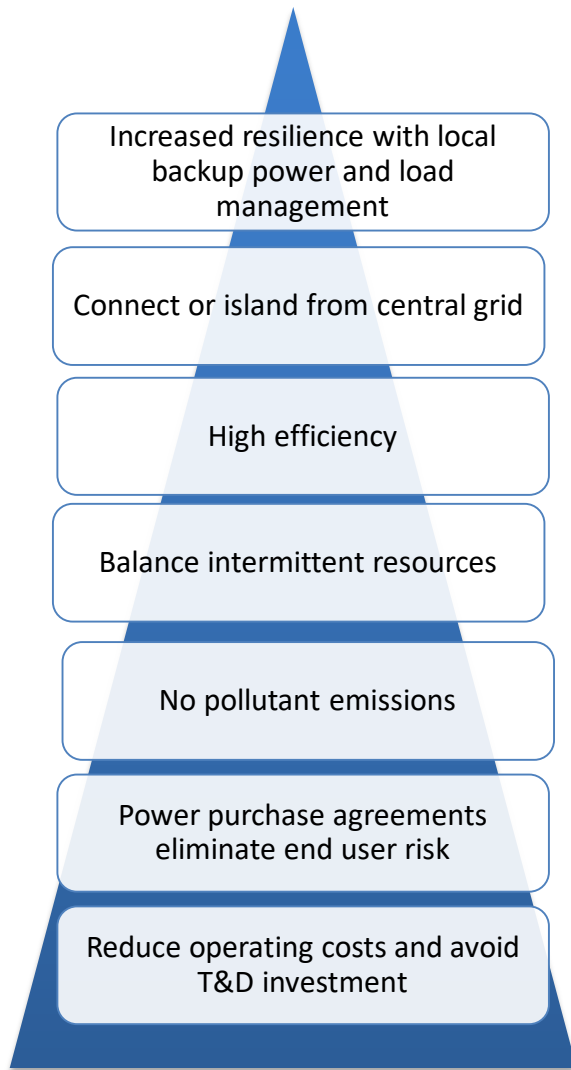 Increased resilience with local
backup power and load
management
Connect or island from central grid
High efficiency
Balance intermittent resources
No pollutant emissions
Power purchase agreements
eliminate end user risk
Reduce operating costs and avoid
T&D investment